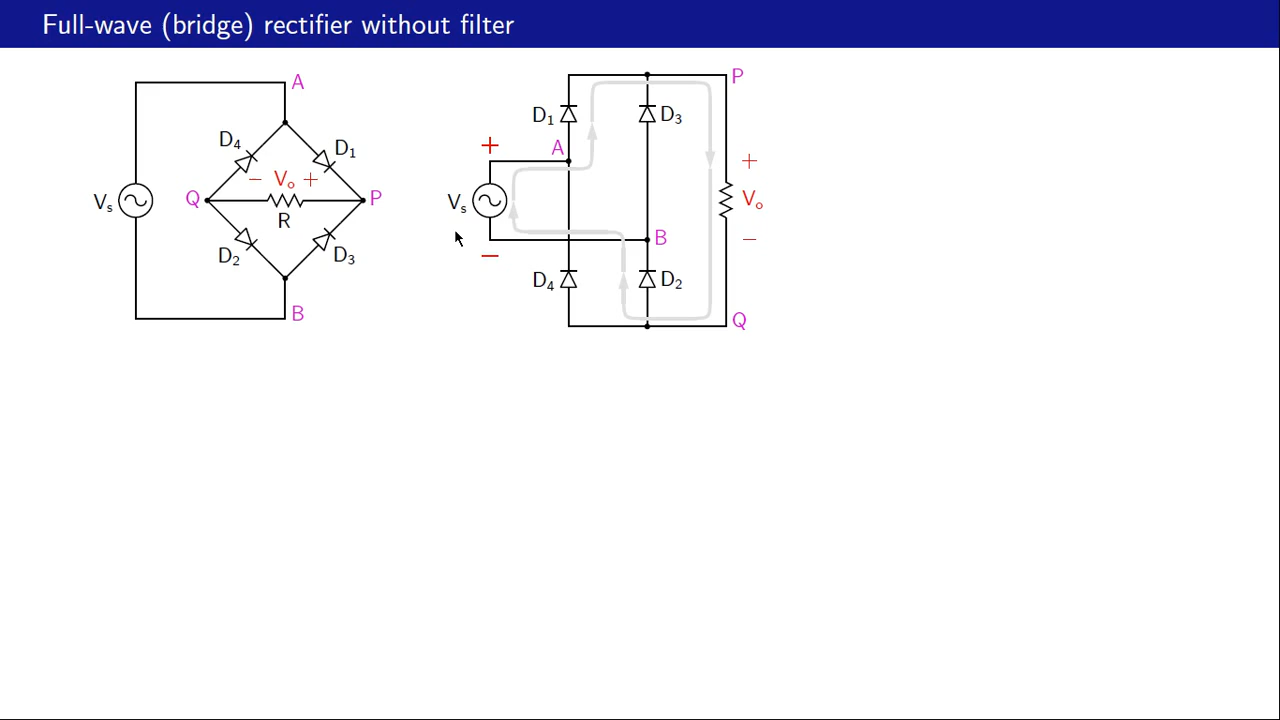 Full-wave (bridge) rectifier without filter
A
D4
D1
− Vo +
Vs
Q
P
R
D2
D3
B
P
D1
D3
+
A
+
Vs
Vo
B
−
−
D4
D2
Q